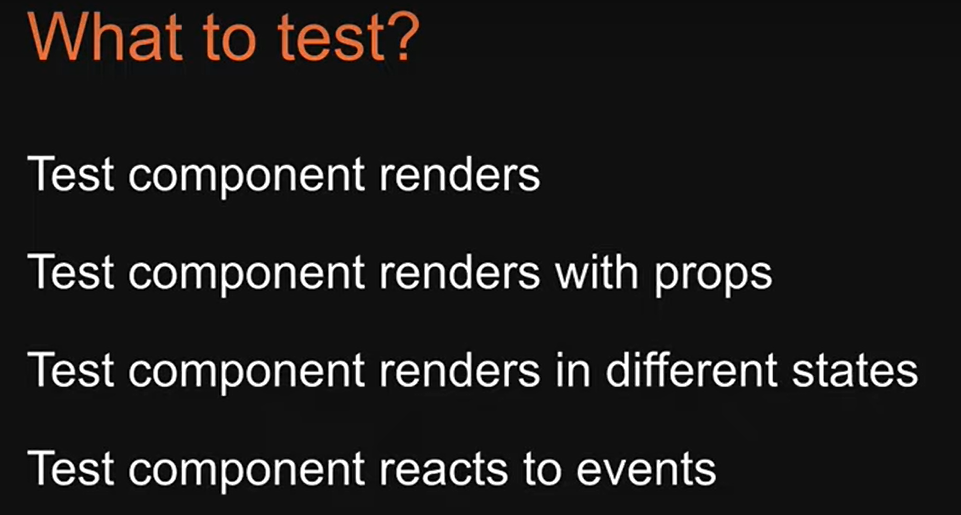 What to test?
Test component renders
Test component renders with props
Test component renders in different states
Test component reacts to events